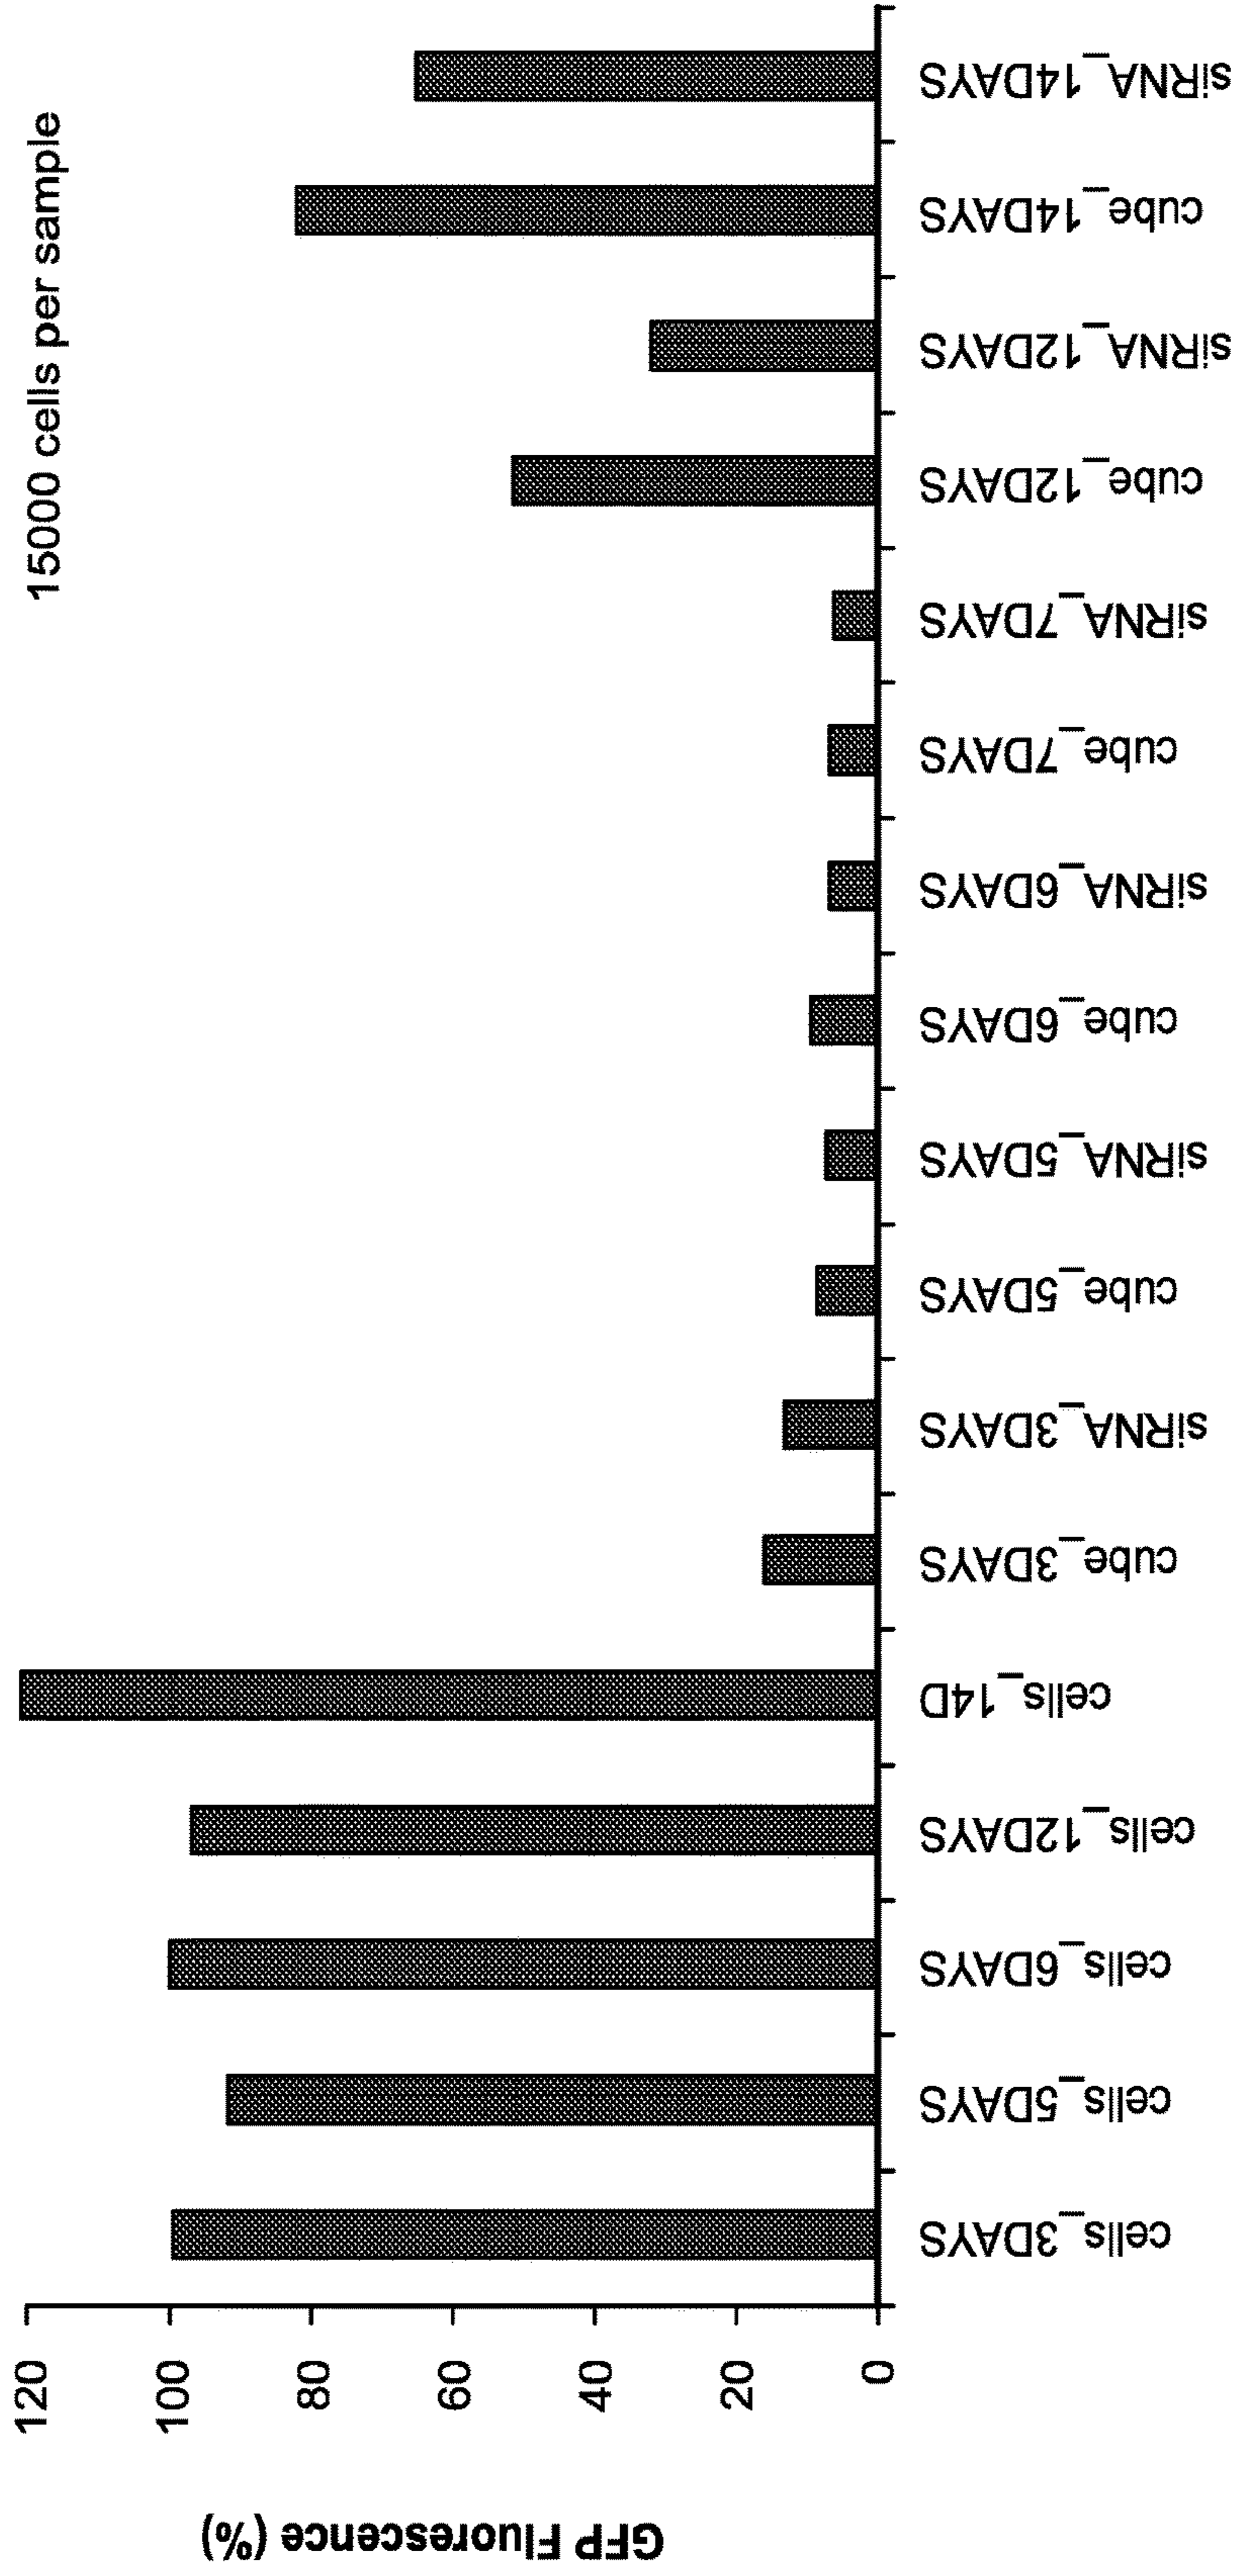 15000 cells per sample
GFP Fluorescence (%)
120
100
80
60
40
20
0
cells_3DAYS
cells_5DAYS
cells_6DAYS
cells_12DAYS
cells_14D
cube_3DAYS
siRNA_3DAYS
cube_5DAYS
siRNA_5DAYS
cube_6DAYS
siRNA_6DAYS
cube_7DAYS
siRNA_7DAYS
cube_12DAYS
siRNA_12DAYS
cube_14DAYS
siRNA_14DAYS